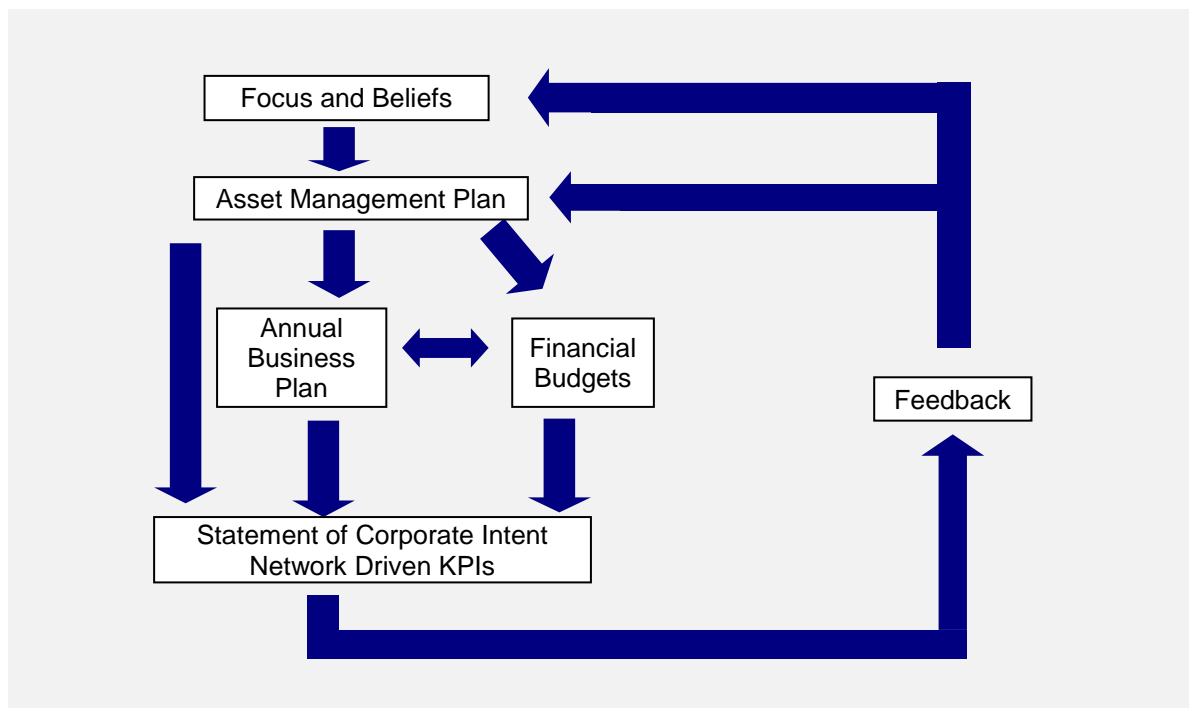 Focus and Beliefs
Asset Management Plan
Annual
Business
Plan
Financial
Budgets
Feedback
Statement of Corporate Intent
Network Driven KPIs